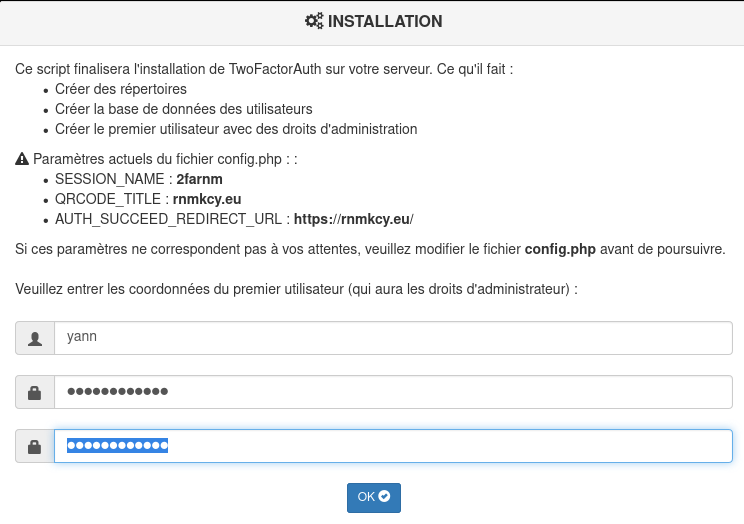 INSTALLATION
Ce script finalisera l'installation de TwoFactorAuth sur votre serveur. Ce qu'il fait :
• Créer des répertoires
• Créer la base de données des utilisateurs
• Créer le premier utilisateur avec des droits d'administration
Paramètres actuels du fichier config.php : :
• SESSION_NAME : 2farnm
• QRCODE_TITLE : rnmkcy.eu
• AUTH_SUCCEED_REDIRECT_URL : https://rnmkcy.eu/
Si ces paramètres ne correspondent pas à vos attentes, veuillez modifier le fichier config.php avant de poursuivre.
Veuillez entrer les coordonnées du premier utilisateur (qui aura les droits d'administrateur) :
yann
●●●●●●●●●●●●
●●●●●●●●●●●●
OK